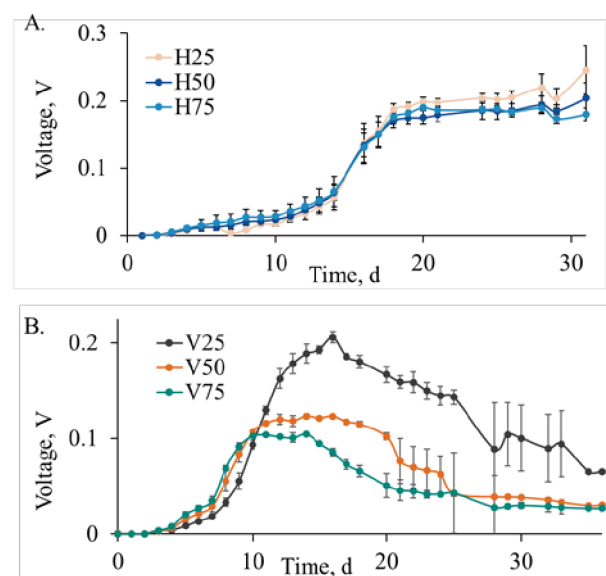 A.
0.3
H25
H50
H75
0.2
0.1
0
Voltage, V
0 10 20 30
Time, d
B.
0.2
V25
V50
V75
0.1
0
Voltage, V
0 10 20 30
Time, d